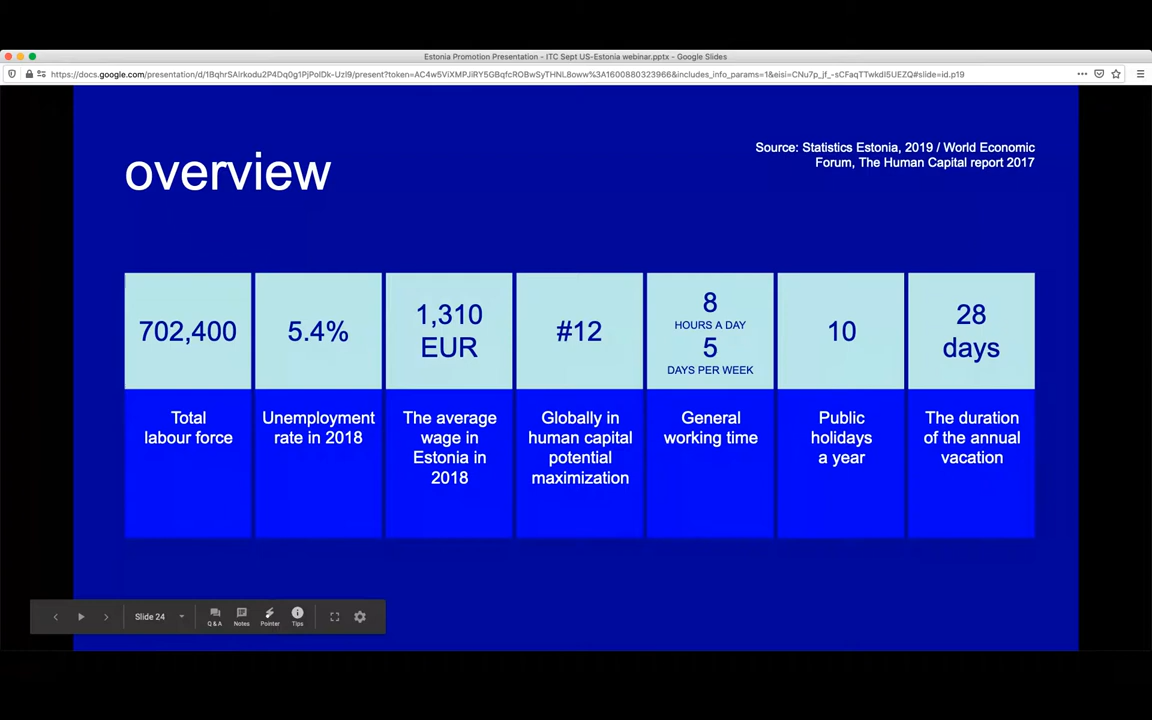 Estonia Promotion Presentation - ITC Sept US-Estonia webinar.pptx - Google Slides
overview
Source: Statistics Estonia, 2019 / World Economic
Forum, The Human Capital report 2017
702,400
Total
labour force
5.4%
Unemployment
rate in 2018
1,310
EUR
The average
wage in
Estonia in
2018
#12
Globally in
human capital
potential
maximization
8
HOURS A DAY
5
DAYS PER WEEK
General
working time
10
Public
holidays
a year
28
days
The duration
of the annual
vacation
Slide 24
Q & A
Notes
Pointer
Tips